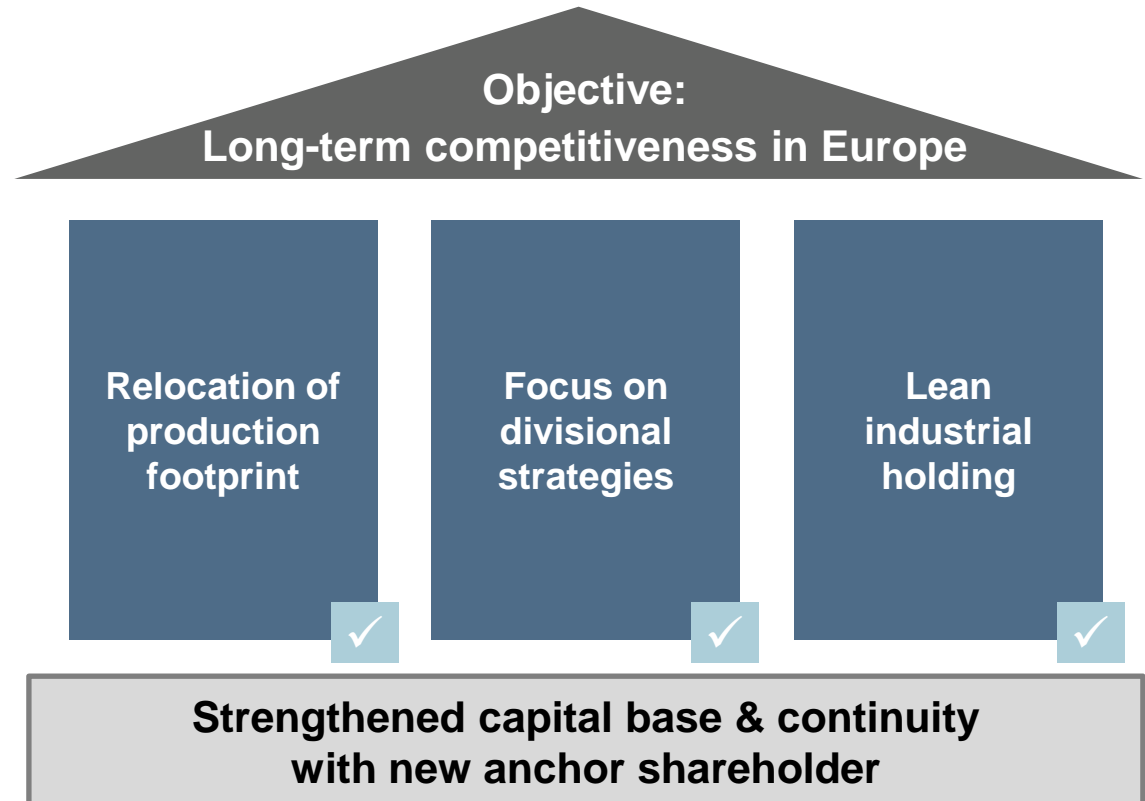 Objective:
Long-term competitiveness in Europe
Relocation of
production
footprint
Focus on
divisional
strategies
Lean
industrial
holding
✓
✓
✓
Strengthened capital base & continuity
with new anchor shareholder